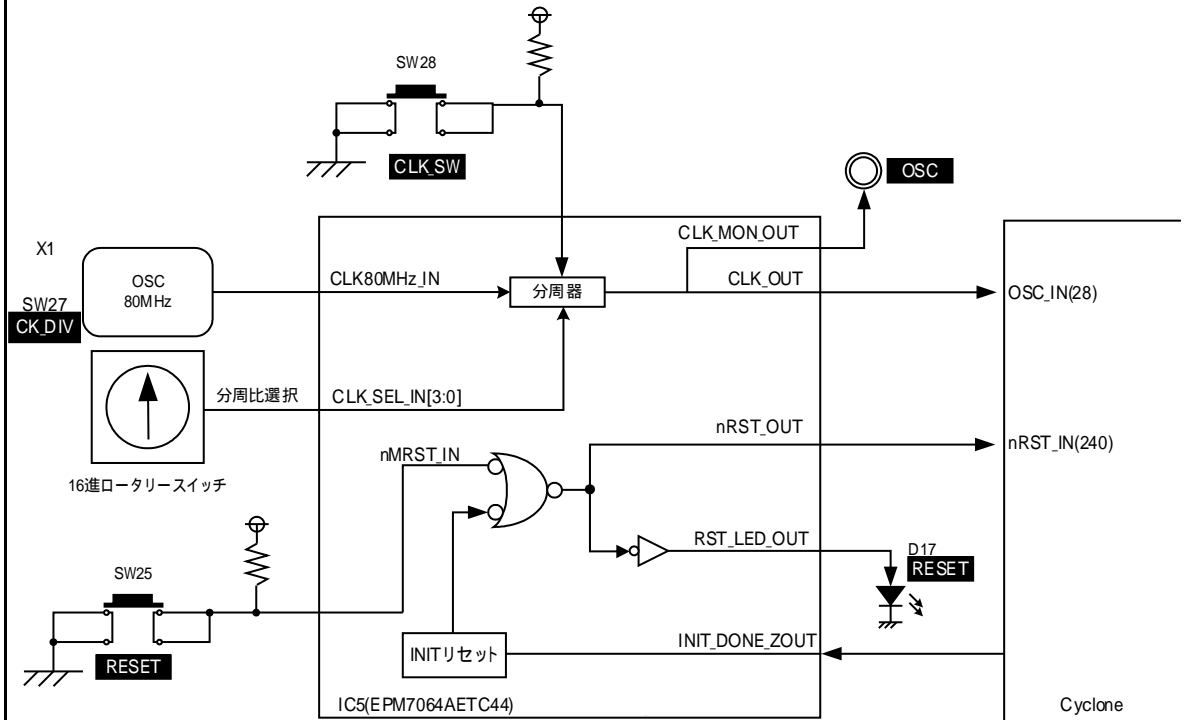 SW28
CLK_SW
OSC
X1
OSC
80MHz
SW27
CK_DIV
CLK80MHz_IN
分周器
CLK_MON_OUT
CLK_OUT
OSC_IN(28)
分周比選択
CLK_SEL_IN[3:0]
16進ロータリースイッチ
nMRST_IN
nRST_OUT
nRST_IN(240)
RST_LED_OUT
D17
RESET
SW25
RESET
INITリセット
INIT_DONE_ZOUT
IC5(EPM7064AETC44)
Cyclone